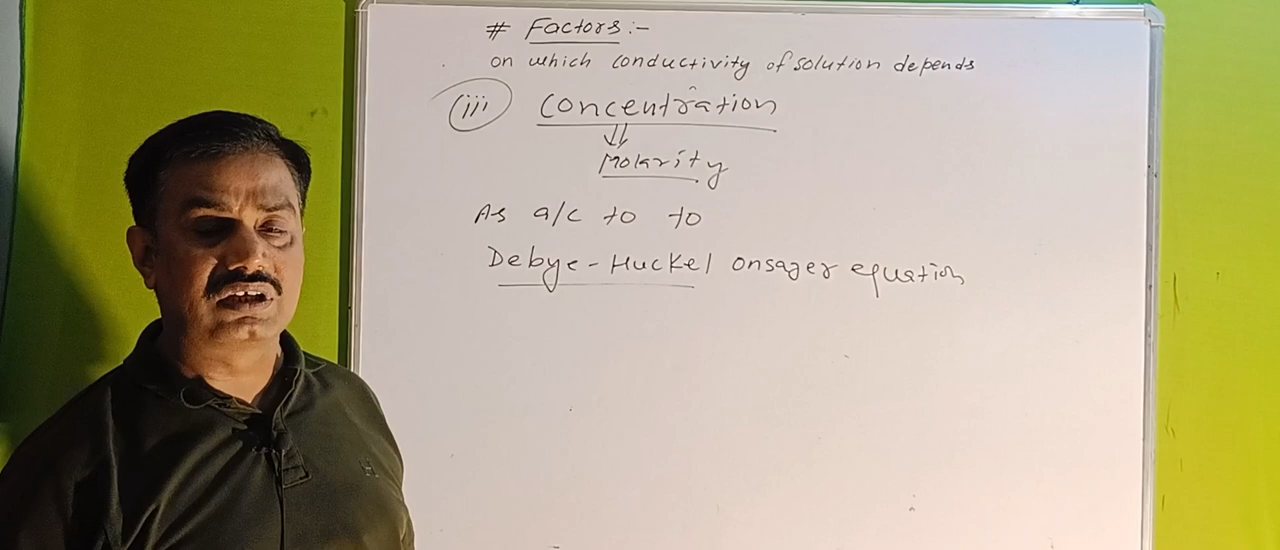 # Factors :-
on which conductivity of solution depends
(iii) Concentration
⇓
Molarity
As a/c to to
Debye-Huckel onsager equation